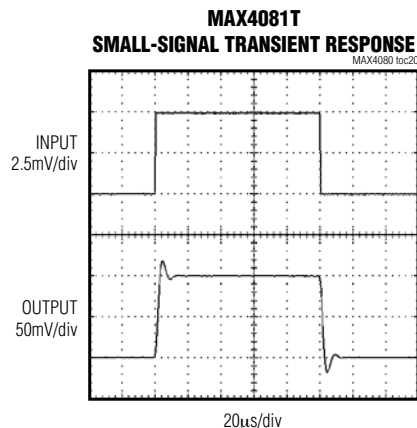 MAX4081T
SMALL-SIGNAL TRANSIENT RESPONSE
MAX4080 toc20
INPUT
2.5mV/div
OUTPUT
50mV/div
20μs/div